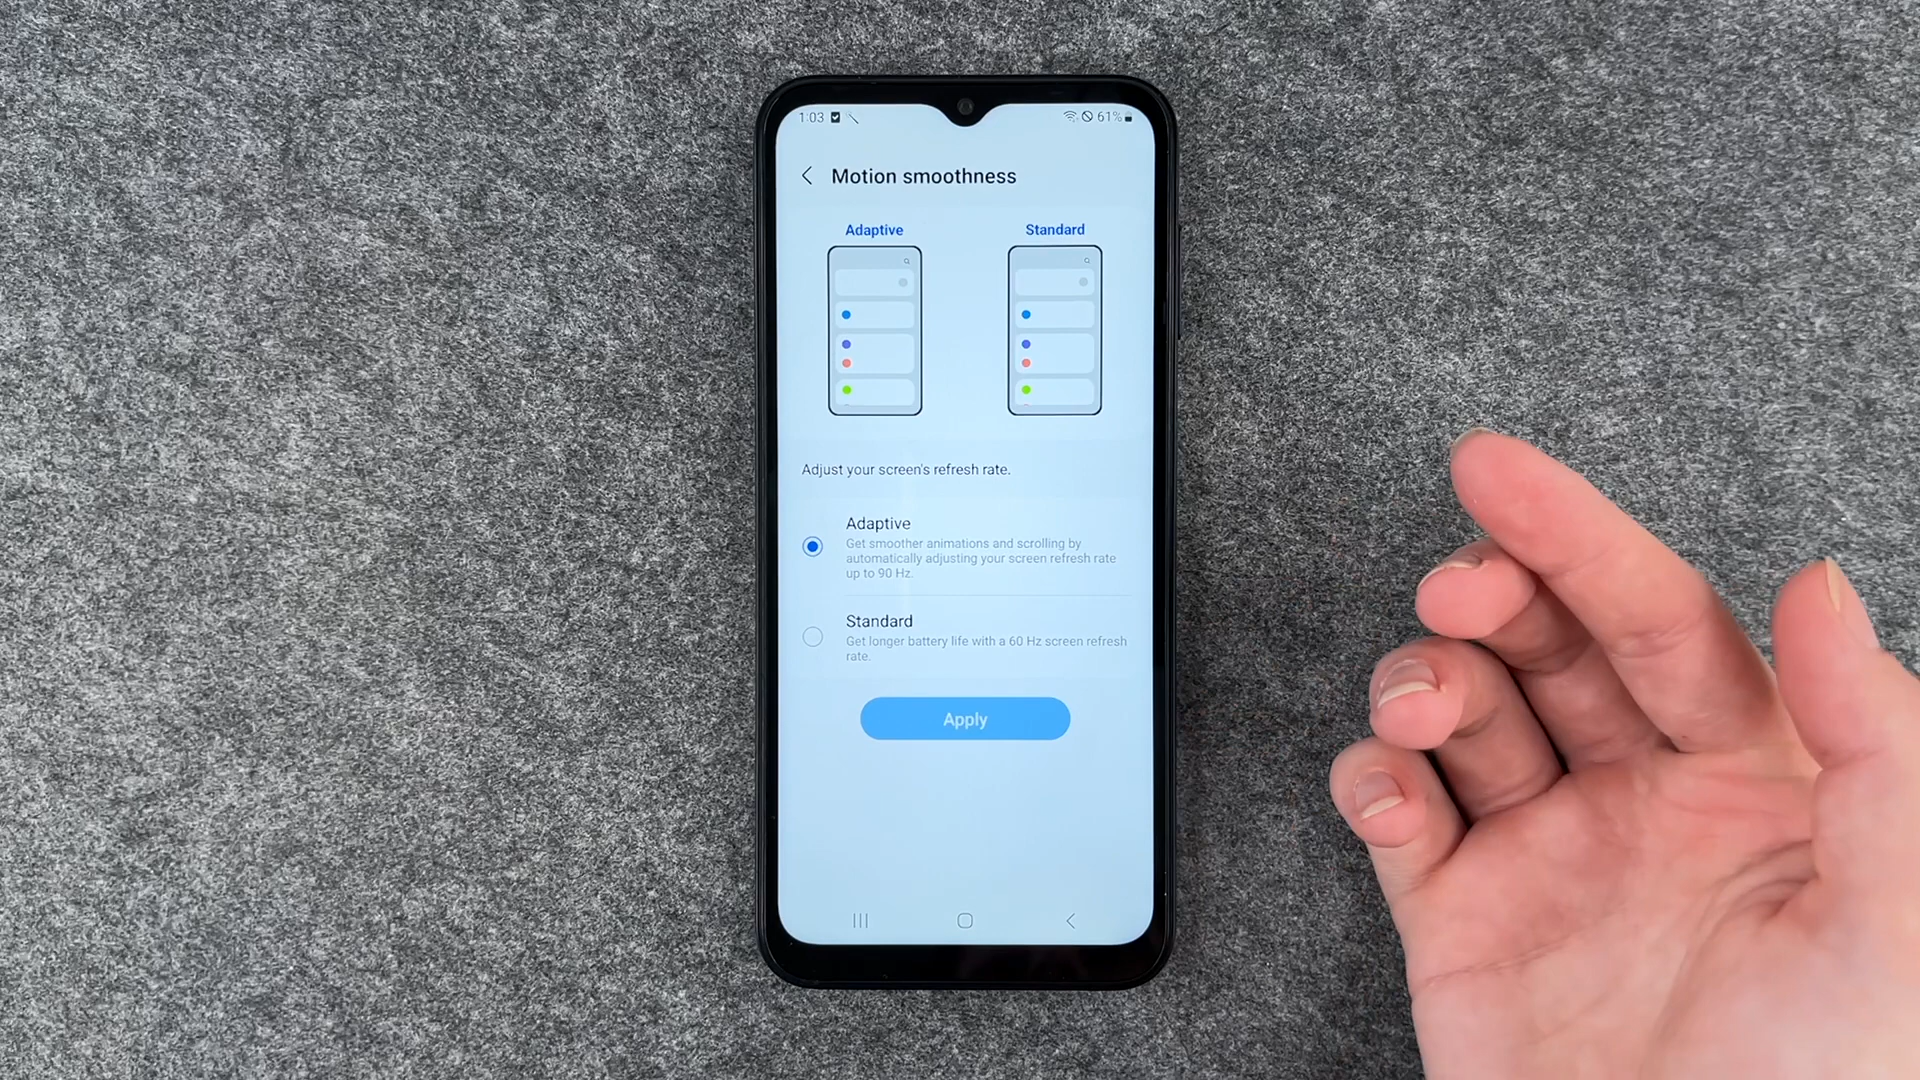 1:03
61%
Motion smoothness
Adaptive
Standard
Adjust your screen's refresh rate.
Adaptive
Get smoother animations and scrolling by
automatically adjusting your screen refresh rate
up to 90 Hz.
Standard
Get longer battery life with a 60 Hz screen refresh
rate.
Apply